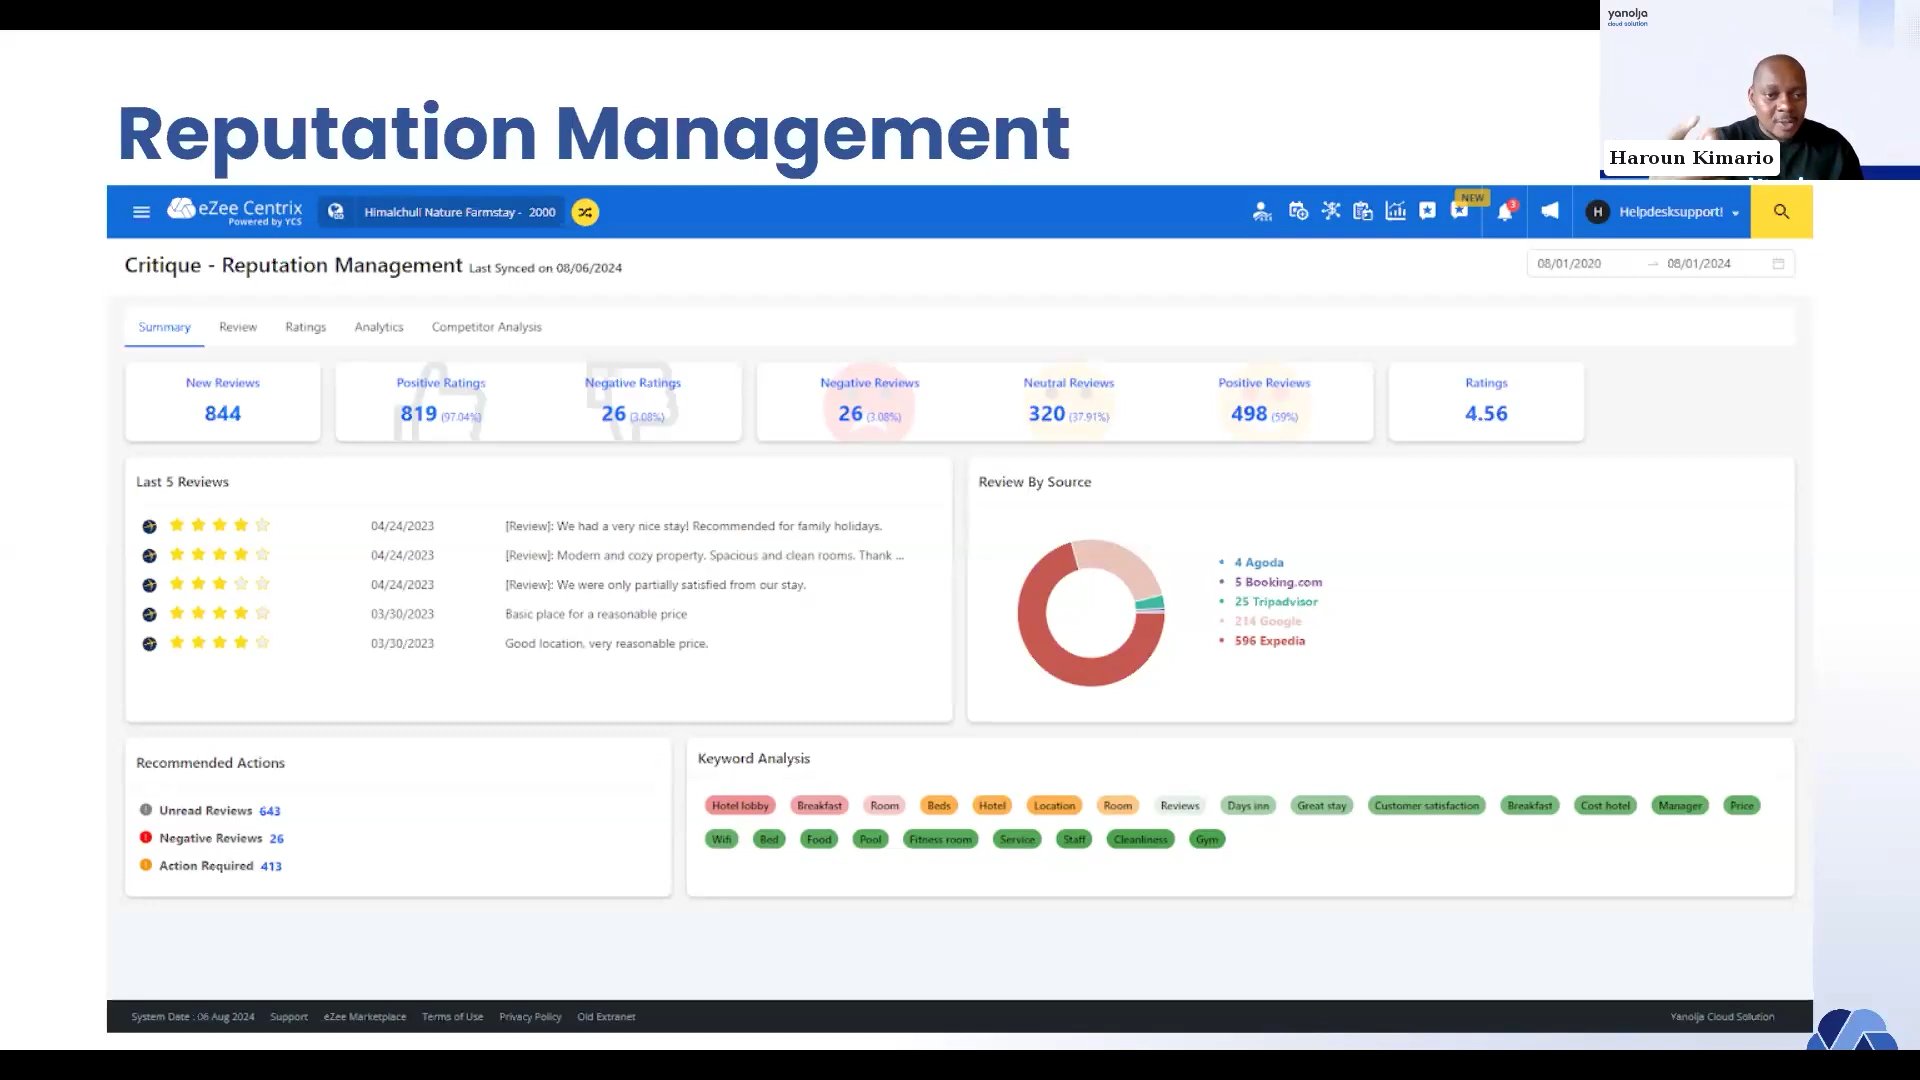 yanolja
cloud solution
Haroun Kimario
Reputation Management
eZee Centrix
Powered by YCS
Himalchuli Nature Farmstay - 2000
NEW
3
H Helpdesksupport!
Critique - Reputation Management Last Synced on 08/06/2024
08/01/2020 → 08/01/2024
Summary Review Ratings Analytics Competitor Analysis
New Reviews Positive Ratings Negative Ratings Negative Reviews Neutral Reviews Positive Reviews Ratings
844 819 (97.04%) 26 (3.08%) 26 (3.08%) 320 (37.91%) 498 (59%) 4.56
Last 5 Reviews
04/24/2023 [Review]: We had a very nice stay! Recommended for family holidays.
04/24/2023 [Review]: Modern and cozy property. Spacious and clean rooms. Thank ...
04/24/2023 [Review]: We were only partially satisfied from our stay.
03/30/2023 Basic place for a reasonable price
03/30/2023 Good location, very reasonable price.
Review By Source
4 Agoda
5 Booking.com
25 Tripadvisor
214 Google
596 Expedia
Recommended Actions
Unread Reviews 643
Negative Reviews 26
Action Required 413
Keyword Analysis
Hotel lobby Breakfast Room Beds Hotel Location Room Reviews Days inn Great stay Customer satisfaction Breakfast Cost hotel Manager Price
Wifi Bed Food Pool Fitness room Service Staff Cleanliness Gym
System Date : 06 Aug 2024 Support eZee Marketplace Terms of Use Privacy Policy Old Extranet
Yanolja Cloud Solution